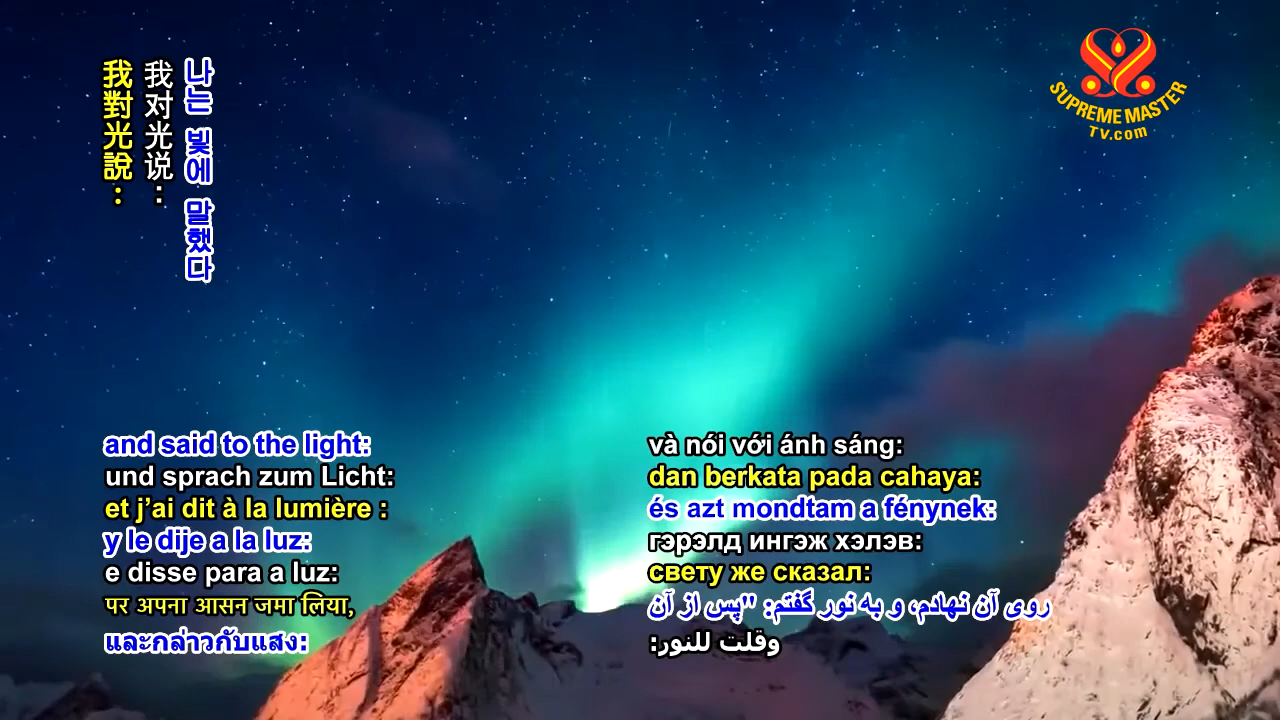 我對光說：
我对光说：
나는 빛에 말했다
SUPREME MASTER
TV.com
and said to the light:
und sprach zum Licht:
et j’ai dit à la lumière :
y le dije a la luz:
e disse para a luz:
पर अपना आसन जमा लिया,
และกล่าวกับแสง:
và nói với ánh sáng:
dan berkata pada cahaya:
és azt mondtam a fénynek:
гэрэлд ингэж хэлэв:
свету же сказал:
روی آن نهادم، و به نور گفتم: "پس از آن
وقلت للنور: